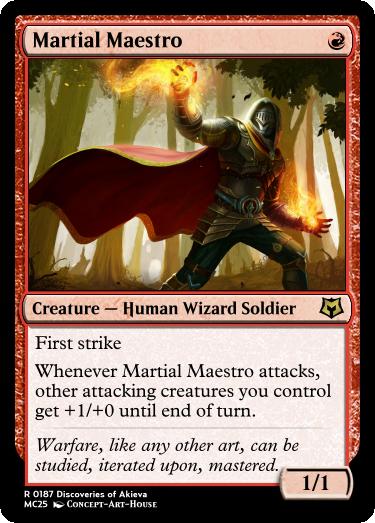 Martial Maestro
Creature — Human Wizard Soldier
First strike
Whenever Martial Maestro attacks,
other attacking creatures you control
get +1/+0 until end of turn.
Warfare, like any other art, can be
studied, iterated upon, mastered.
1/1
R 0187 Discoveries of Akieva
MC25 Concept-Art-House